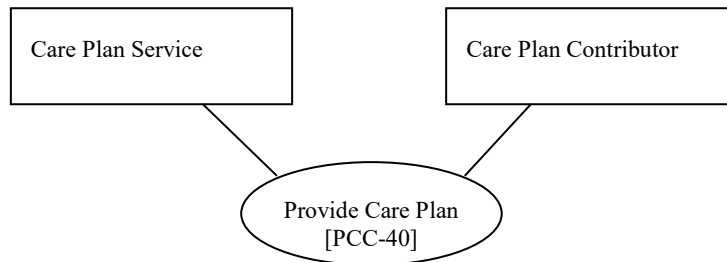 Care Plan Service
Care Plan Contributor
Provide Care Plan
[PCC-40]